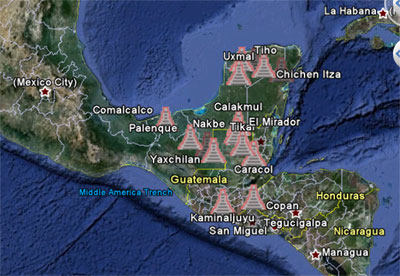 La Habana
Tiho
Uxmal
Chichen Itza
(Mexico City)
Calakmul
Comalcalco
Nakbe
El Mirador
Palenque
Tikal
Yaxchilan
Caracol
Guatemala
Middle America Trench
Honduras
Copan
Kaminaljuyu
Tegucigalpa
San Miguel
Nicaragua
Managua